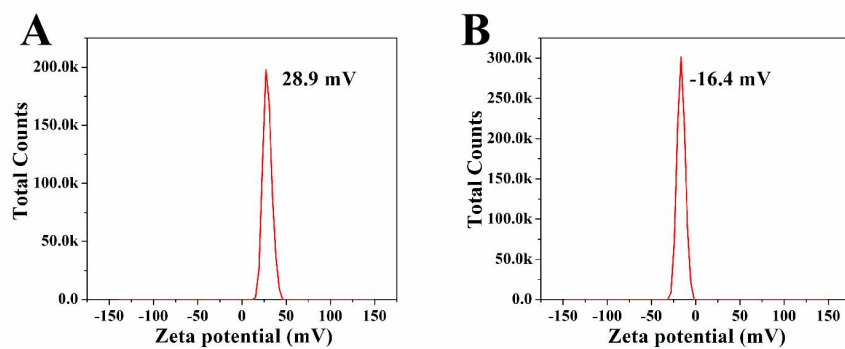 A
28.9 mV
Total Counts
200.0k
150.0k
100.0k
50.0k
0.0
-150 -100 -50 0 50 100 150
Zeta potential (mV)
B
-16.4 mV
Total Counts
300.0k
250.0k
200.0k
150.0k
100.0k
50.0k
0.0
-150 -100 -50 0 50 100 150
Zeta potential (mV)